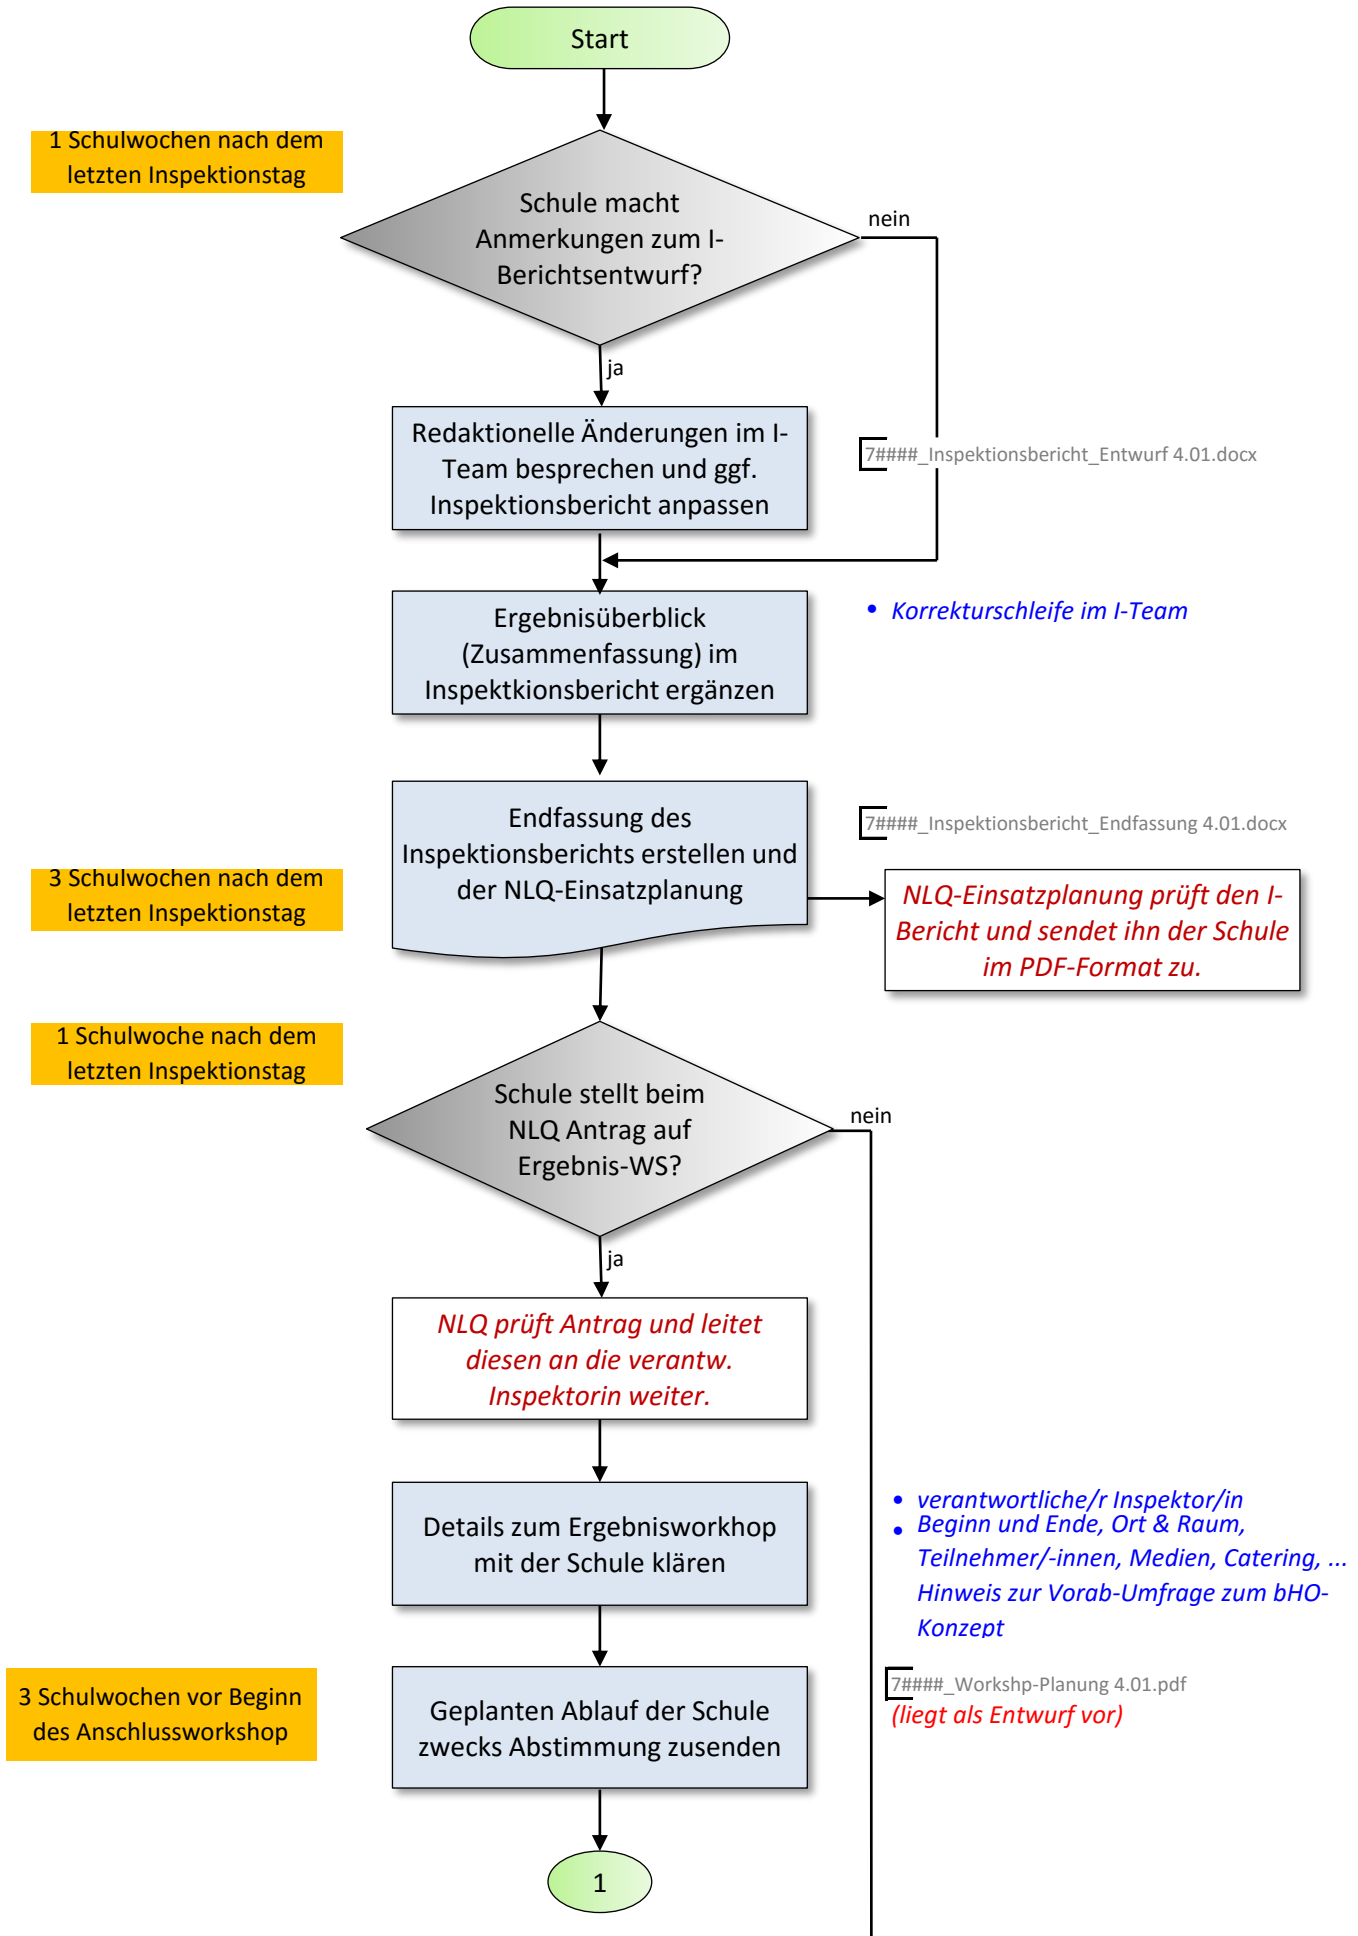 Start
1 Schulwochen nach dem
letzten Inspektionstag
Schule macht
Anmerkungen zum I-
Berichtsentwurf?
nein
ja
Redaktionelle Änderungen im I-
Team besprechen und ggf.
Inspektionsbericht anpassen
7####_Inspektionsbericht_Entwurf 4.01.docx
Ergebnisüberblick
(Zusammenfassung) im
Inspektkionsbericht ergänzen
• Korrekturschleife im I-Team
Endfassung des
Inspektionsberichts erstellen und
der NLQ-Einsatzplanung
7####_Inspektionsbericht_Endfassung 4.01.docx
3 Schulwochen nach dem
letzten Inspektionstag
NLQ-Einsatzplanung prüft den I-
Bericht und sendet ihn der Schule
im PDF-Format zu.
1 Schulwoche nach dem
letzten Inspektionstag
Schule stellt beim
NLQ Antrag auf
Ergebnis-WS?
nein
ja
NLQ prüft Antrag und leitet
diesen an die verantw.
Inspektorin weiter.
Details zum Ergebnisworkhop
mit der Schule klären
• verantwortliche/r Inspektor/in
• Beginn und Ende, Ort & Raum,
Teilnehmer/-innen, Medien, Catering, ...
Hinweis zur Vorab-Umfrage zum bHO-
Konzept
3 Schulwochen vor Beginn
des Anschlussworkshop
Geplanten Ablauf der Schule
zwecks Abstimmung zusenden
7####_Workshp-Planung 4.01.pdf
(liegt als Entwurf vor)
1